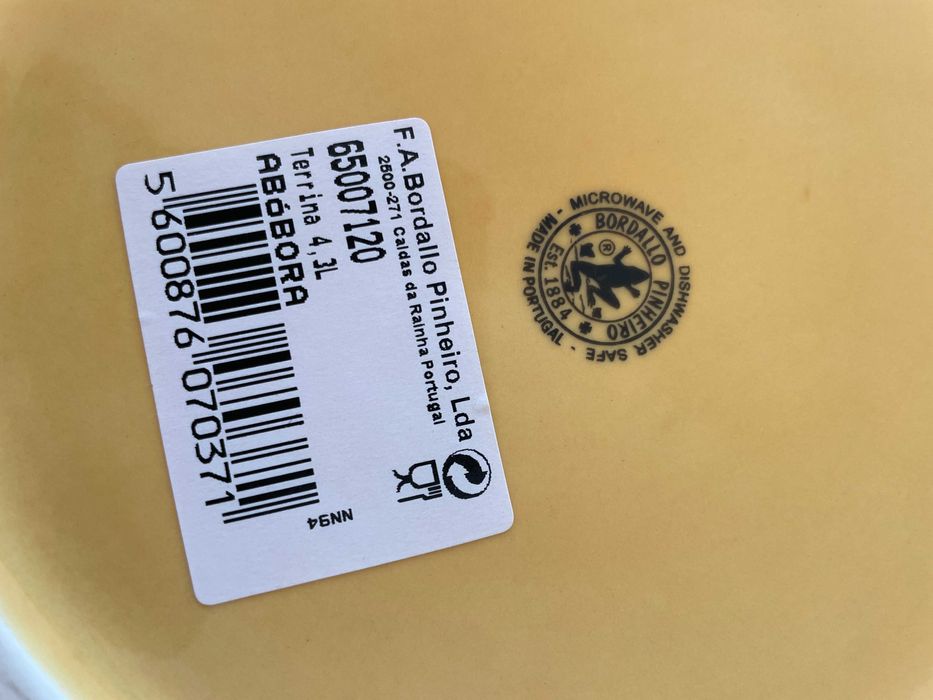 F.A.Bordallo Pinheiro, Lda
2500-271 Caldas da Rainha Portugal
65007120
Terrina 4,3L
ABóBORA
5 600876 070371
NN94
MICROWAVE AND DISHWASHER SAFE - MADE IN PORTUGAL -
BORDALLO PINHEIRO
®
Est. 1884